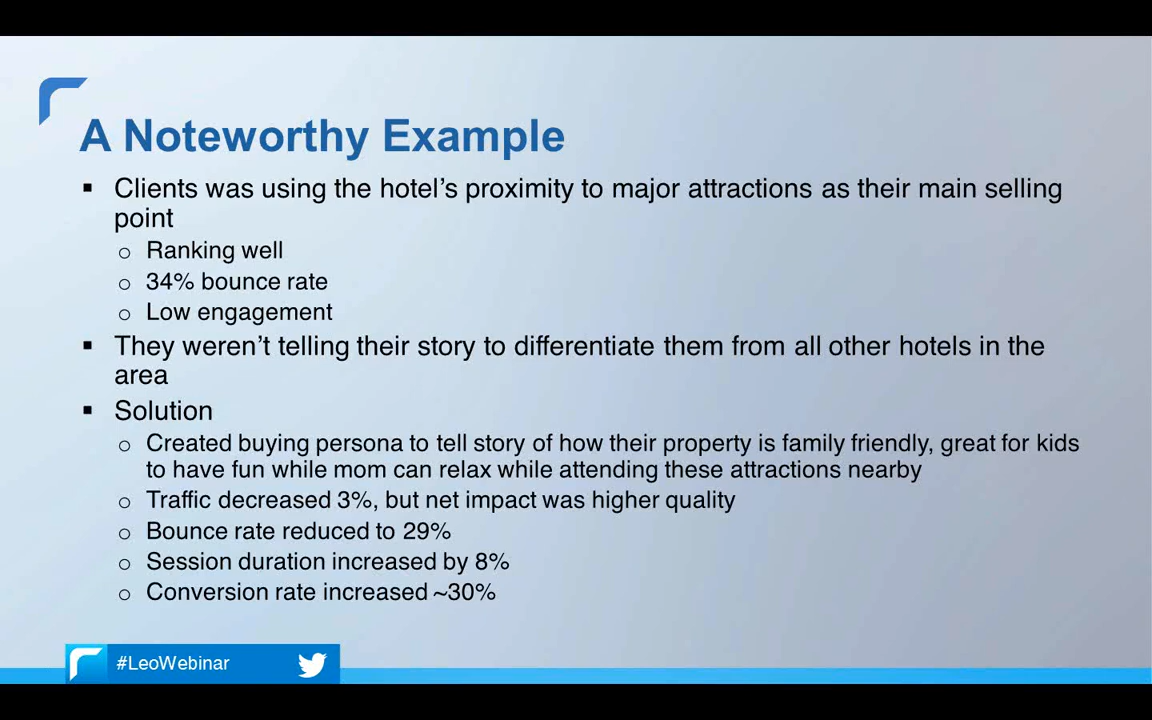 A Noteworthy Example
▪ Clients was using the hotel’s proximity to major attractions as their main selling
point
o Ranking well
o 34% bounce rate
o Low engagement
▪ They weren’t telling their story to differentiate them from all other hotels in the
area
▪ Solution
o Created buying persona to tell story of how their property is family friendly, great for kids
to have fun while mom can relax while attending these attractions nearby
o Traffic decreased 3%, but net impact was higher quality
o Bounce rate reduced to 29%
o Session duration increased by 8%
o Conversion rate increased ~30%
#LeoWebinar